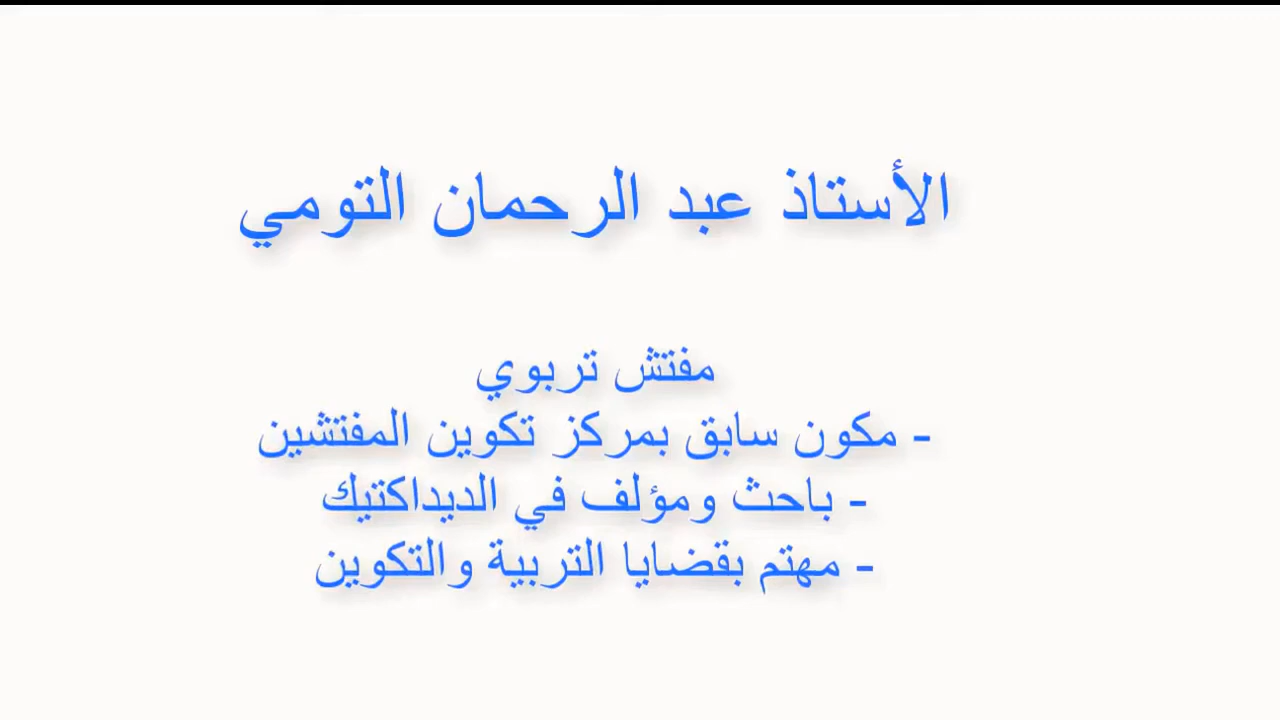 الأستاذ عبد الرحمان التومي
مفتش تربوي
- مكون سابق بمركز تكوين المفتشين
- باحث ومؤلف في الديداكتيك
- مهتم بقضايا التربية والتكوين